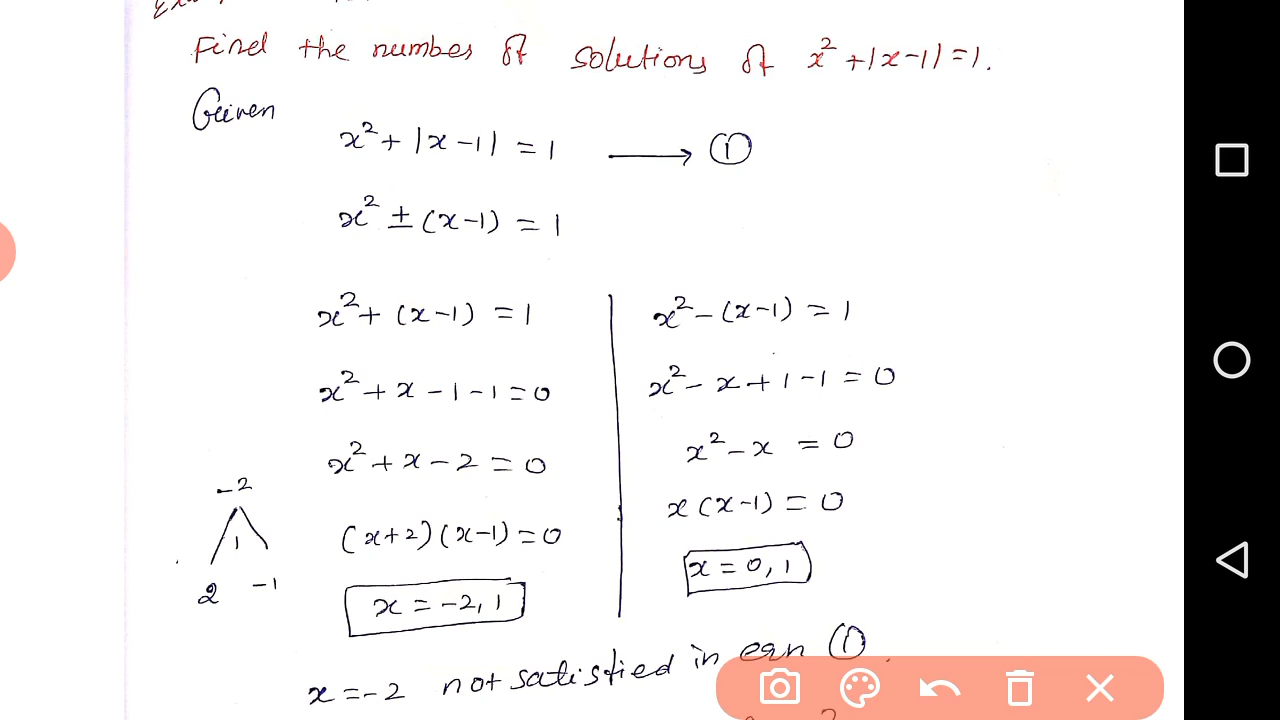 Find the number of solutions of x² + |x-1| = 1.
Given
x² + |x-1| = 1 ⟶ ①
x² ± (x-1) = 1
x² + (x-1) = 1
x² + x - 1 - 1 = 0
x² + x - 2 = 0
-2
1
2 -1
(x+2)(x-1) = 0
x = -2, 1
x² - (x-1) = 1
x² - x + 1 - 1 = 0
x² - x = 0
x(x-1) = 0
x = 0, 1
x = -2 not satisfied in eqn ①.